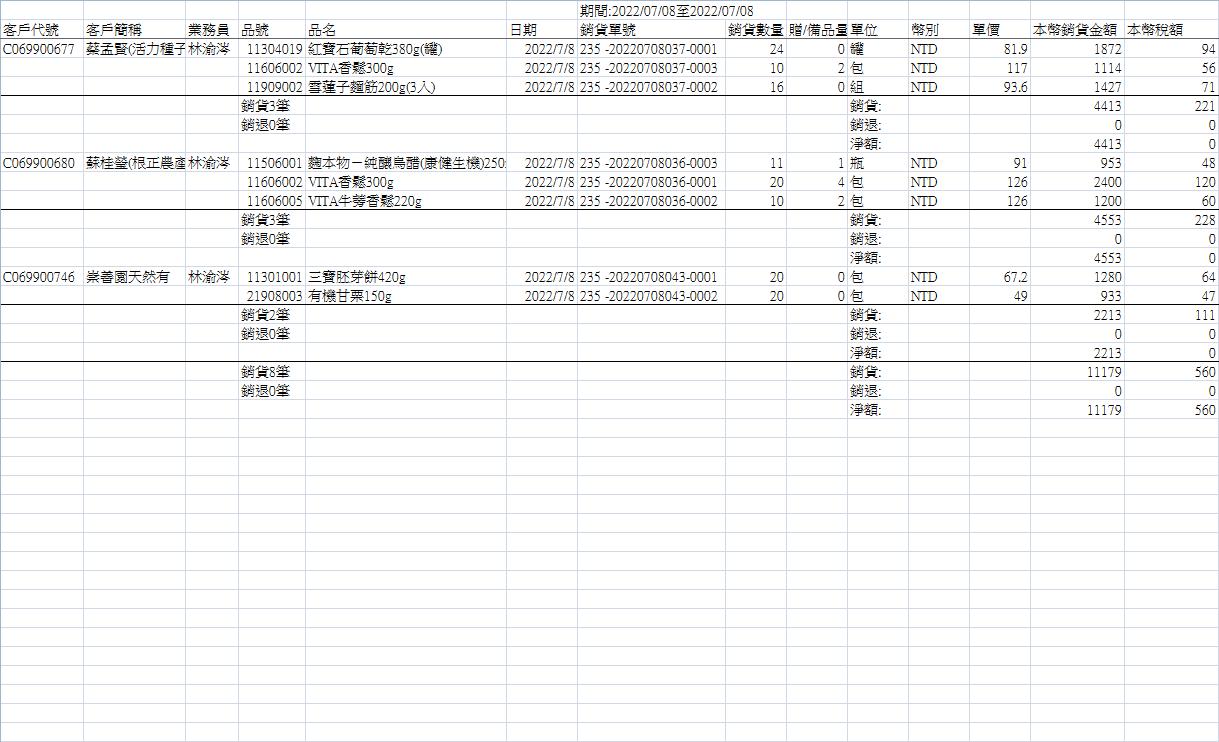 期間:2022/07/08至2022/07/08
客戶代號 客戶簡稱 業務員 品號 品名 日期 銷貨單號 銷貨數量 贈/備品量 單位 幣別 單價 本幣銷貨金額 本幣稅額
C069900677 蔡孟賢(活力種子 林渝涔 11304019 紅寶石葡萄乾380g(罐) 2022/7/8 235 -20220708037-0001 24 0 罐 NTD 81.9 1872 94
11606002 VITA香鬆300g 2022/7/8 235 -20220708037-0003 10 2 包 NTD 117 1114 56
11909002 雪蓮子麵筋200g(3入) 2022/7/8 235 -20220708037-0002 16 0 組 NTD 93.6 1427 71
銷貨3筆 銷貨: 4413 221
銷退0筆 銷退: 0 0
淨額: 4413 0
C069900680 蘇桂瑩(根正農產 林渝涔 11506001 麴本物－純釀烏醋(康健生機)250 2022/7/8 235 -20220708036-0003 11 1 瓶 NTD 91 953 48
11606002 VITA香鬆300g 2022/7/8 235 -20220708036-0001 20 4 包 NTD 126 2400 120
11606005 VITA牛蒡香鬆220g 2022/7/8 235 -20220708036-0002 10 2 包 NTD 126 1200 60
銷貨3筆 銷貨: 4553 228
銷退0筆 銷退: 0 0
淨額: 4553 0
C069900746 崇善園天然有 林渝涔 11301001 三寶胚芽餅420g 2022/7/8 235 -20220708043-0001 20 0 包 NTD 67.2 1280 64
21908003 有機甘栗150g 2022/7/8 235 -20220708043-0002 20 0 包 NTD 49 933 47
銷貨2筆 銷貨: 2213 111
銷退0筆 銷退: 0 0
淨額: 2213 0
銷貨8筆 銷貨: 11179 560
銷退0筆 銷退: 0 0
淨額: 11179 560